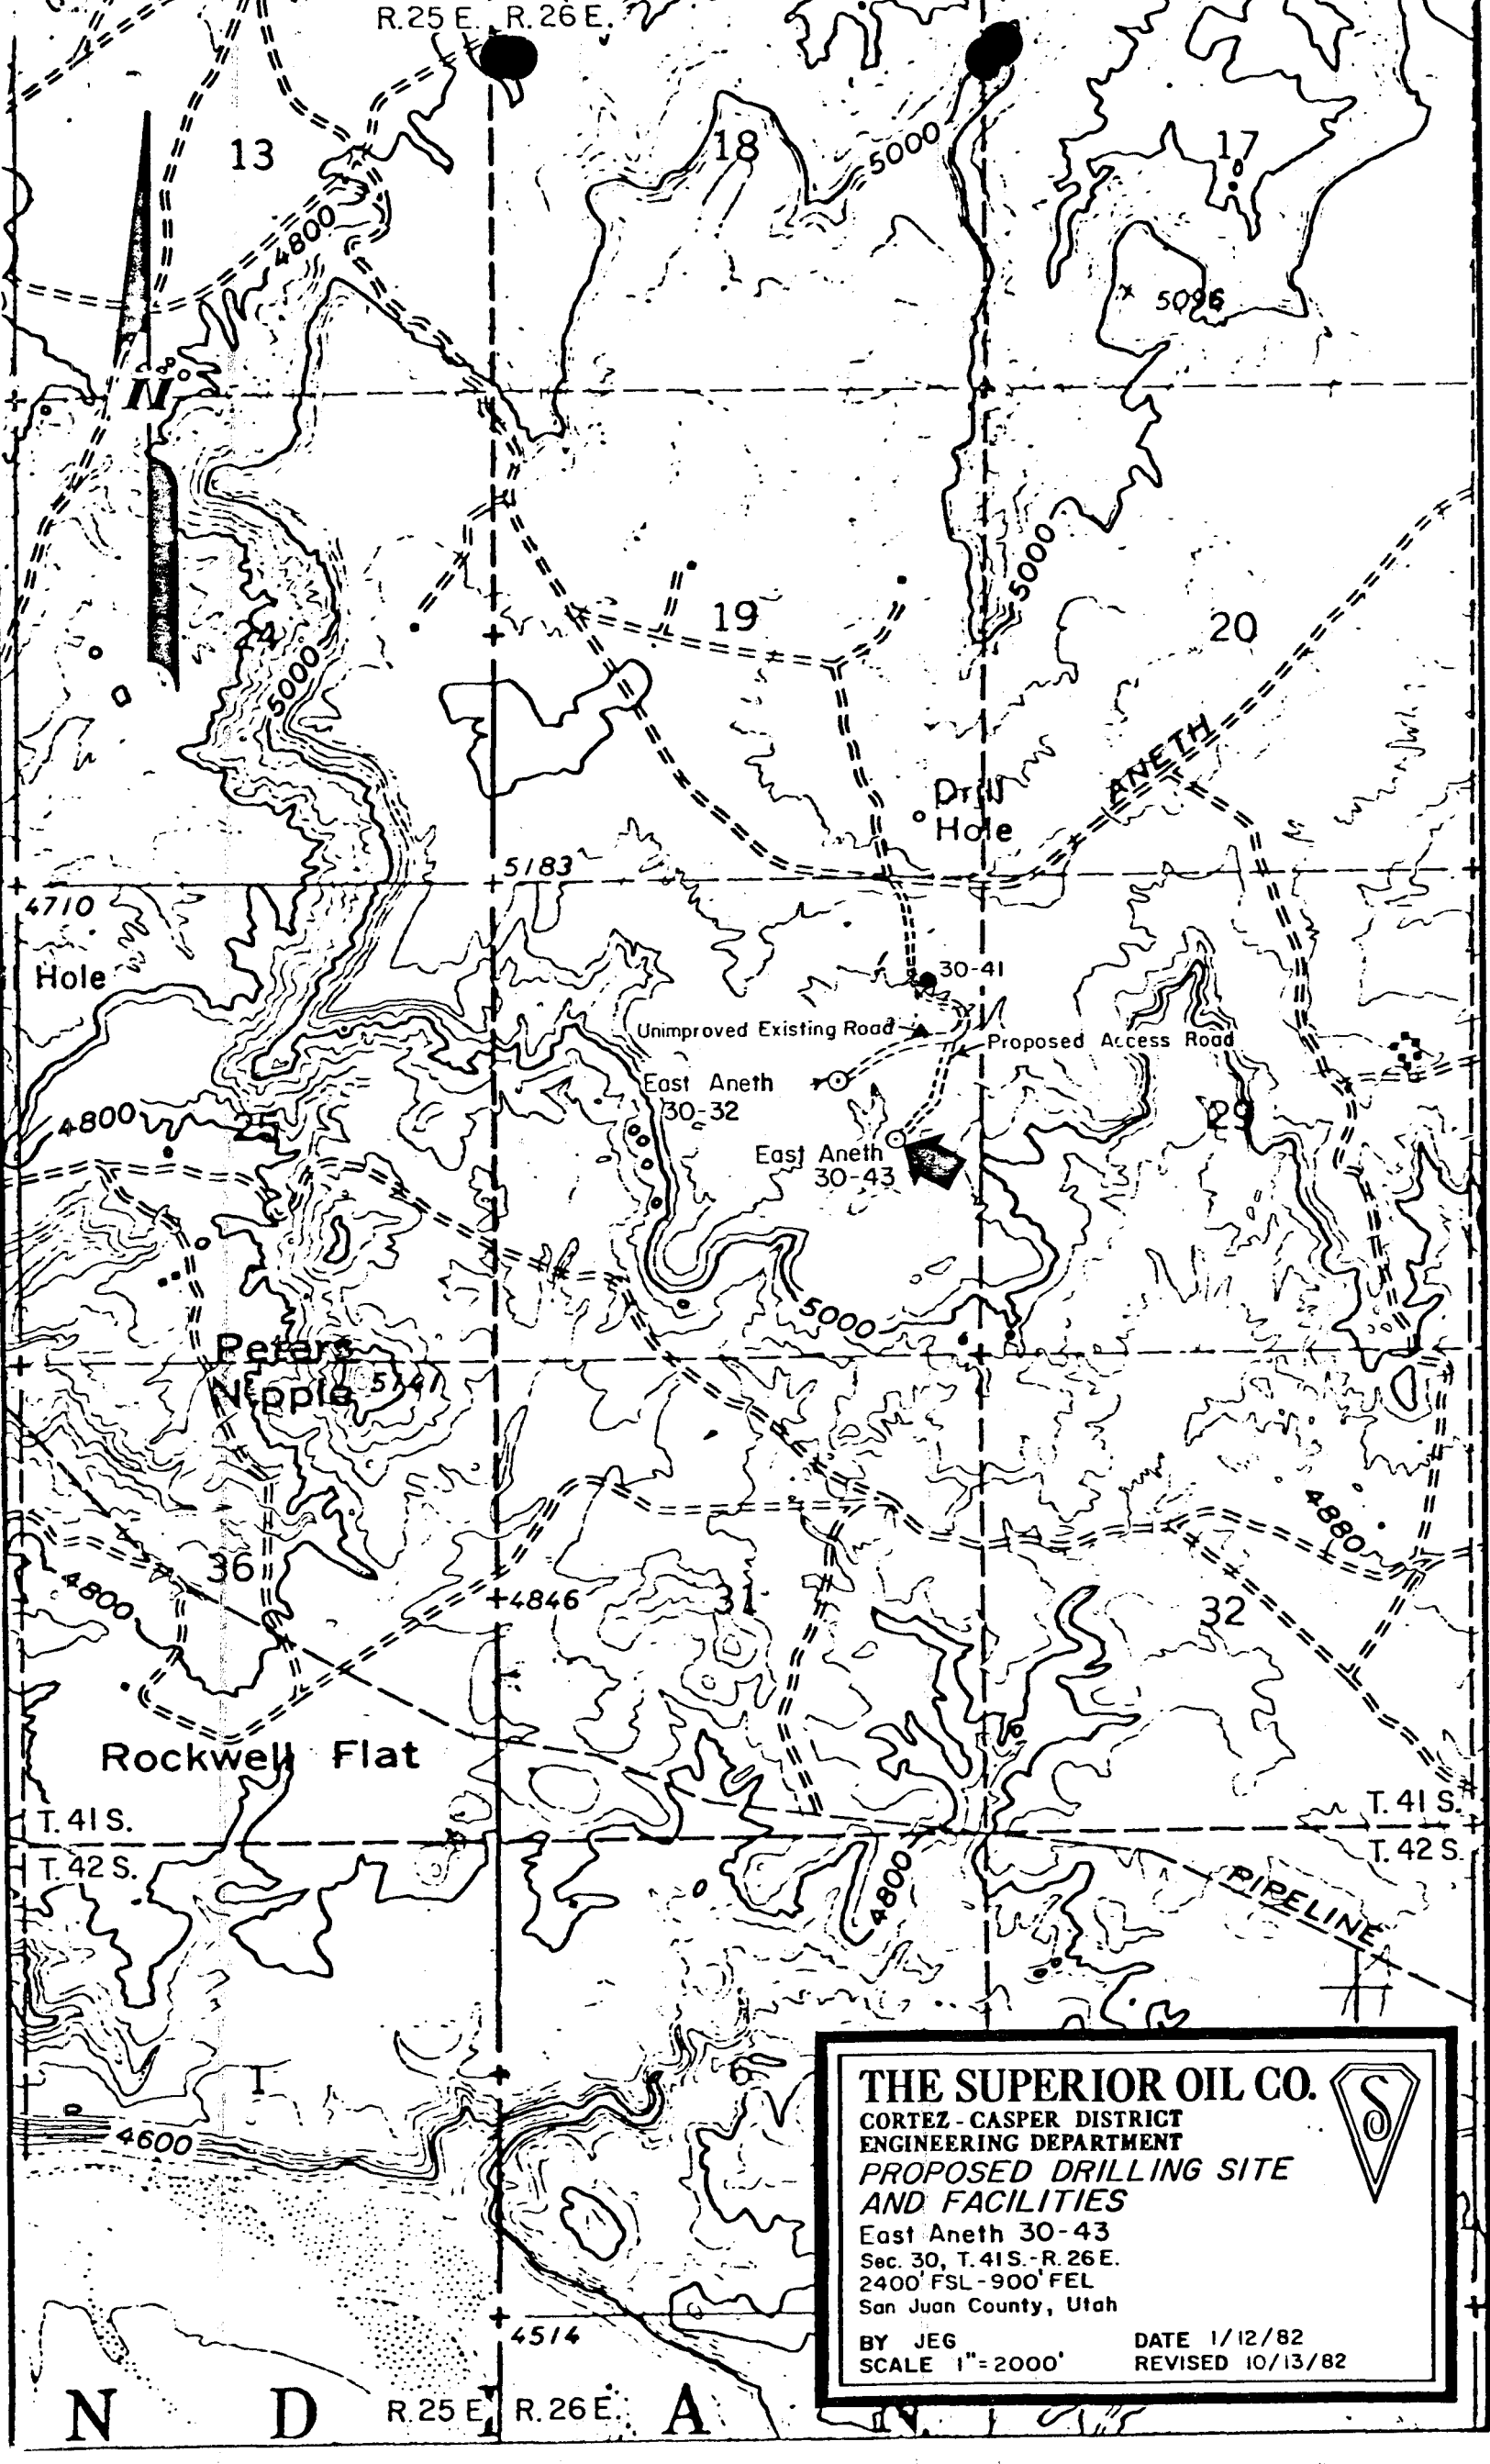 R.25 E. R.26 E.
13
18
17
5000
4800
5096
N
5000
24
19
20
5000
ANETH
Drill
Hole
5183
4710
Hole
30-41
Unimproved Existing Road
Proposed Access Road
East Aneth
30-32
4800
25
29
East Aneth
30-43
5000
Peters
Nipple
4880
36
4800
4846
31
32
Rockwell Flat
T. 41 S.
T. 41 S.
T. 42 S.
T. 42 S.
4800
PIPELINE
1
6
4600
THE SUPERIOR OIL CO.
S
CORTEZ - CASPER DISTRICT
ENGINEERING DEPARTMENT
PROPOSED DRILLING SITE
AND FACILITIES
East Aneth 30-43
Sec. 30, T. 41 S.-R. 26 E.
2400' FSL - 900' FEL
San Juan County, Utah
BY JEG DATE 1/12/82
SCALE 1"=2000' REVISED 10/13/82
4514
R.25 E. R.26 E.
N D A N